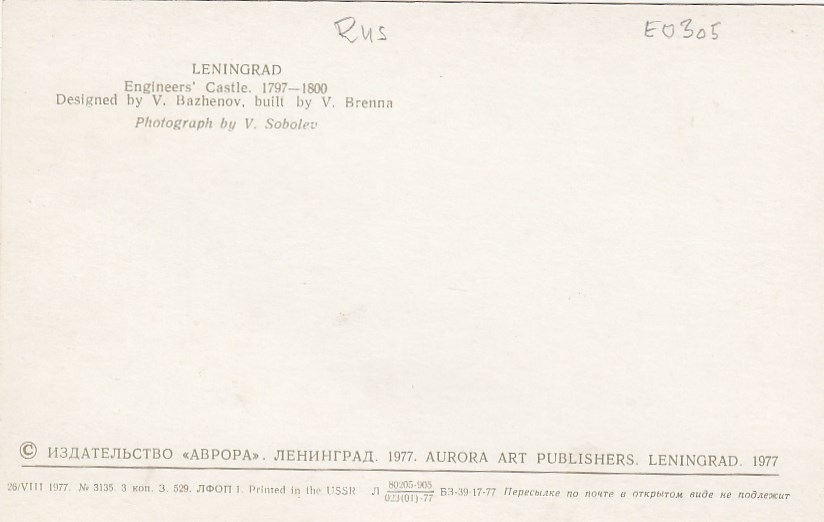 Rus E0305
LENINGRAD
Engineers' Castle. 1797—1800
Designed by V. Bazhenov, built by V. Brenna
Photograph by V. Sobolev
© ИЗДАТЕЛЬСТВО «АВРОРА». ЛЕНИНГРАД. 1977. AURORA ART PUBLISHERS. LENINGRAD. 1977
26/VIII 1977. № 3135. 3 коп. З. 529. ЛФОП 1. Printed in the USSR Л 80205-905 / 023(01)-77 БЗ-39-17-77 Пересылке по почте в открытом виде не подлежит